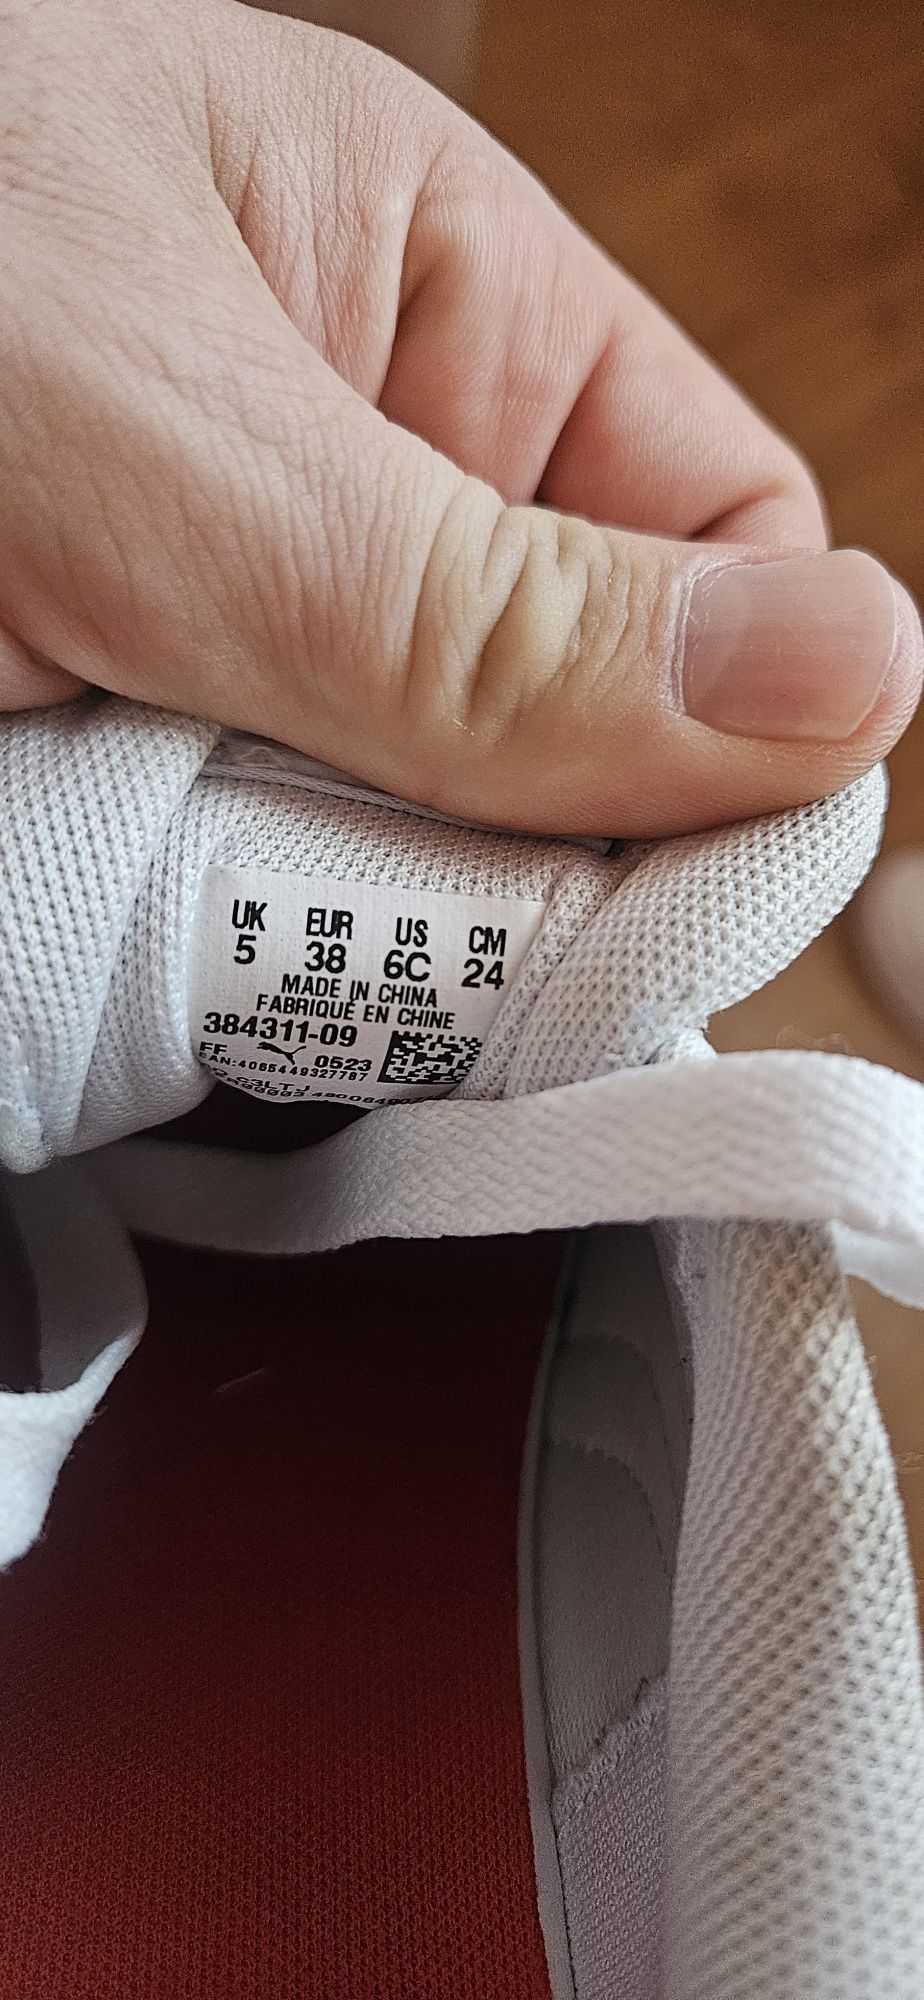 UK EUR US CM
5 38 6C 24
MADE IN CHINA
FABRIQUÉ EN CHINE
384311-09
FF 0523
EAN:4065449327787